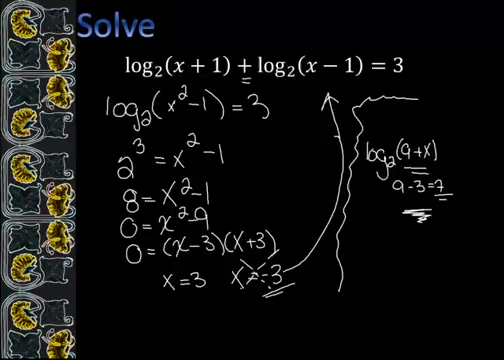 Solve
log₂(x + 1) + log₂(x − 1) = 3
log₂(x² − 1) = 3
2³ = x² − 1
8 = x² − 1
0 = x² − 9
0 = (x − 3)(x + 3)
x = 3 x = −3
log₂(9 + x)
9 − 3 = 7